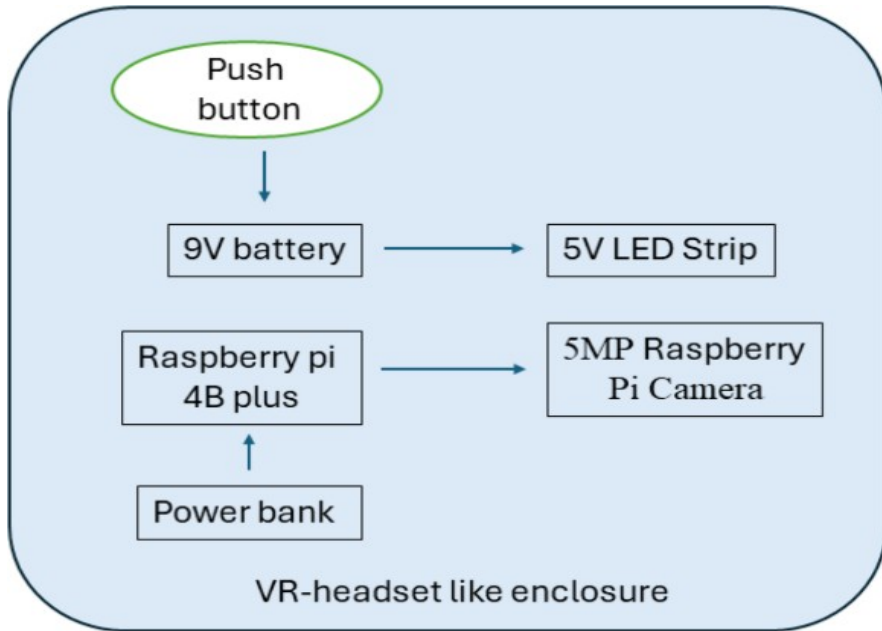 Push
button
9V battery
5V LED Strip
Raspberry pi
4B plus
5MP Raspberry
Pi Camera
Power bank
VR-headset like enclosure